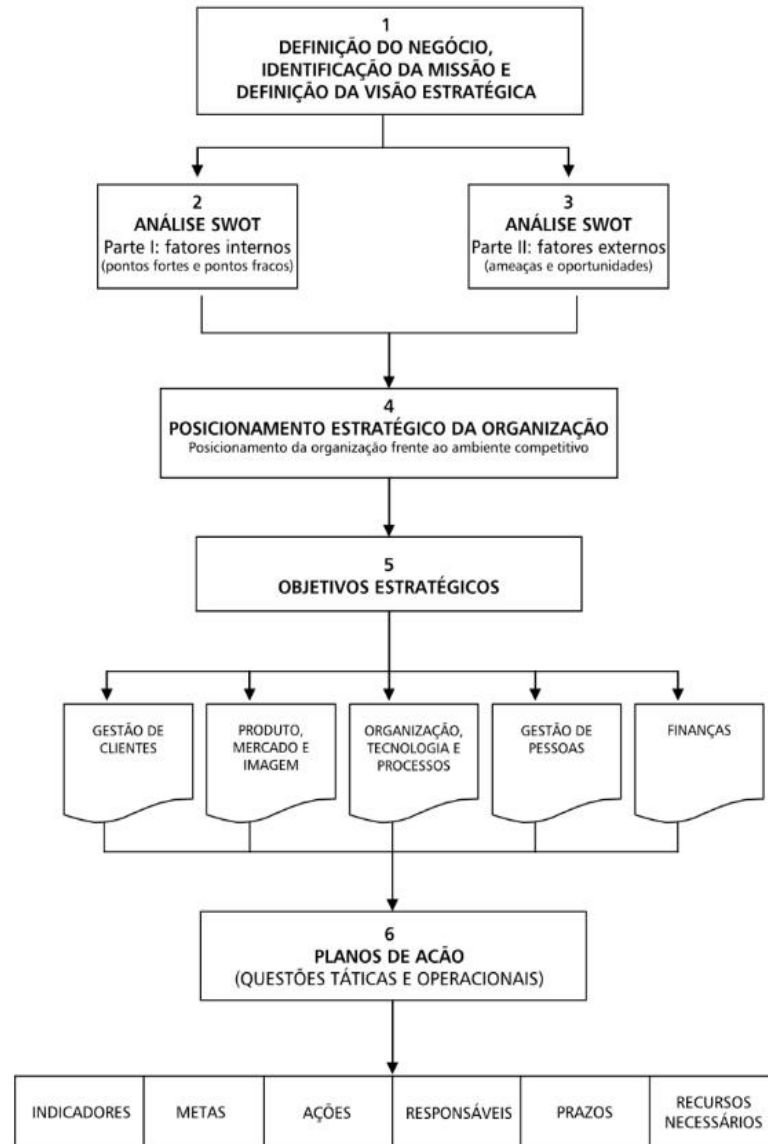 1
DEFINIÇÃO DO NEGÓCIO,
IDENTIFICAÇÃO DA MISSÃO E
DEFINIÇÃO DA VISÃO ESTRATÉGICA
2
ANÁLISE SWOT
Parte I: fatores internos
(pontos fortes e pontos fracos)
3
ANÁLISE SWOT
Parte II: fatores externos
(ameaças e oportunidades)
4
POSICIONAMENTO ESTRATÉGICO DA ORGANIZAÇÃO
Posicionamento da organização frente ao ambiente competitivo
5
OBJETIVOS ESTRATÉGICOS
GESTÃO DE
CLIENTES
PRODUTO,
MERCADO E
IMAGEM
ORGANIZAÇÃO,
TECNOLOGIA E
PROCESSOS
GESTÃO DE
PESSOAS
FINANÇAS
6
PLANOS DE ACÃO
(QUESTÕES TÁTICAS E OPERACIONAIS)
INDICADORES
METAS
AÇÕES
RESPONSÁVEIS
PRAZOS
RECURSOS
NECESSÁRIOS